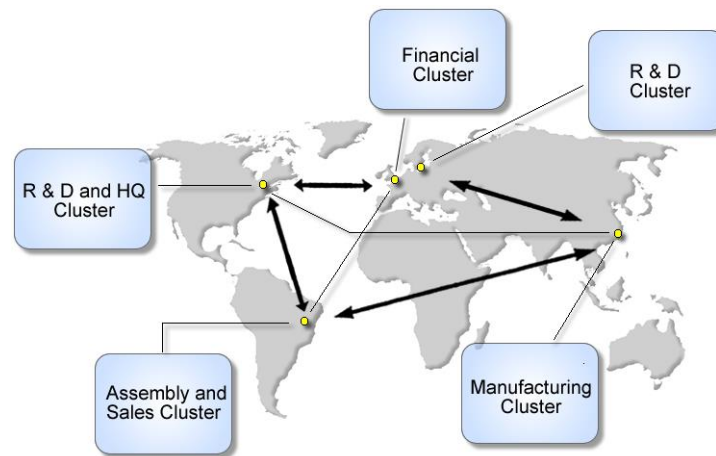 Financial
Cluster
R & D
Cluster
R & D and HQ
Cluster
Assembly and
Sales Cluster
Manufacturing
Cluster